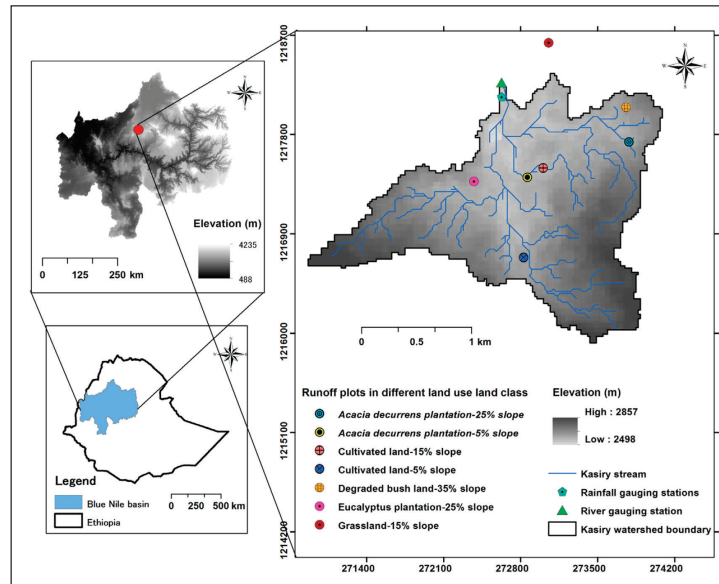 N
W
E
S
Elevation (m)
4235
488
0 125 250 km
N
W
E
S
Legend
Blue Nile basin
Ethiopia
0 250 500 km
1218700
1217800
1216900
1216000
1215100
1214200
N
W
E
S
0 0.5 1 km
Runoff plots in different land use land class
Acacia decurrens plantation-25% slope
Acacia decurrens plantation-5% slope
Cultivated land-15% slope
Cultivated land-5% slope
Degraded bush land-35% slope
Eucalyptus plantation-25% slope
Grassland-15% slope
Elevation (m)
High : 2857
Low : 2498
Kasiry stream
Rainfall gauging stations
River gauging station
Kasiry watershed boundary
271400 272100 272800 273500 274200